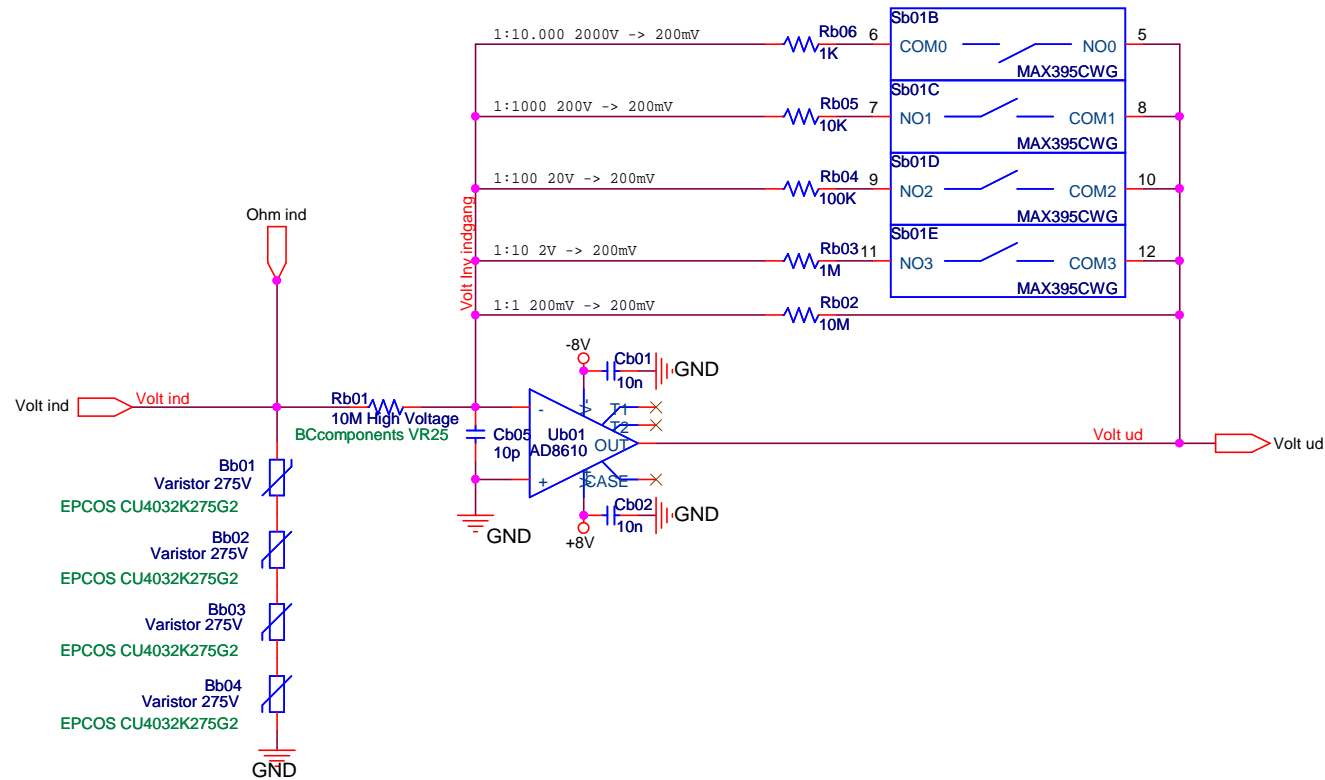 Sb01B
1:10.000 2000V -> 200mV
Rb06
6
COM0
NO0
5
1K
MAX395CWG
Sb01C
1:1000 200V -> 200mV
Rb05
7
NO1
COM1
8
10K
MAX395CWG
Sb01D
1:100 20V -> 200mV
Rb04
9
NO2
COM2
10
100K
MAX395CWG
Sb01E
1:10 2V -> 200mV
Rb03
11
NO3
COM3
12
1M
MAX395CWG
1:1 200mV -> 200mV
Rb02
10M
Volt Inv indgang
Ohm ind
-8V
Cb01
10n
GND
Volt ind
Volt ind
Rb01
10M High Voltage
BCcomponents VR25
Cb05
10p
-
+
V-
T1
T2
Ub01
AD8610
OUT
CASE
V+
Volt ud
Volt ud
Cb02
10n
GND
+8V
GND
Bb01
Varistor 275V
EPCOS CU4032K275G2
Bb02
Varistor 275V
EPCOS CU4032K275G2
Bb03
Varistor 275V
EPCOS CU4032K275G2
Bb04
Varistor 275V
EPCOS CU4032K275G2
GND